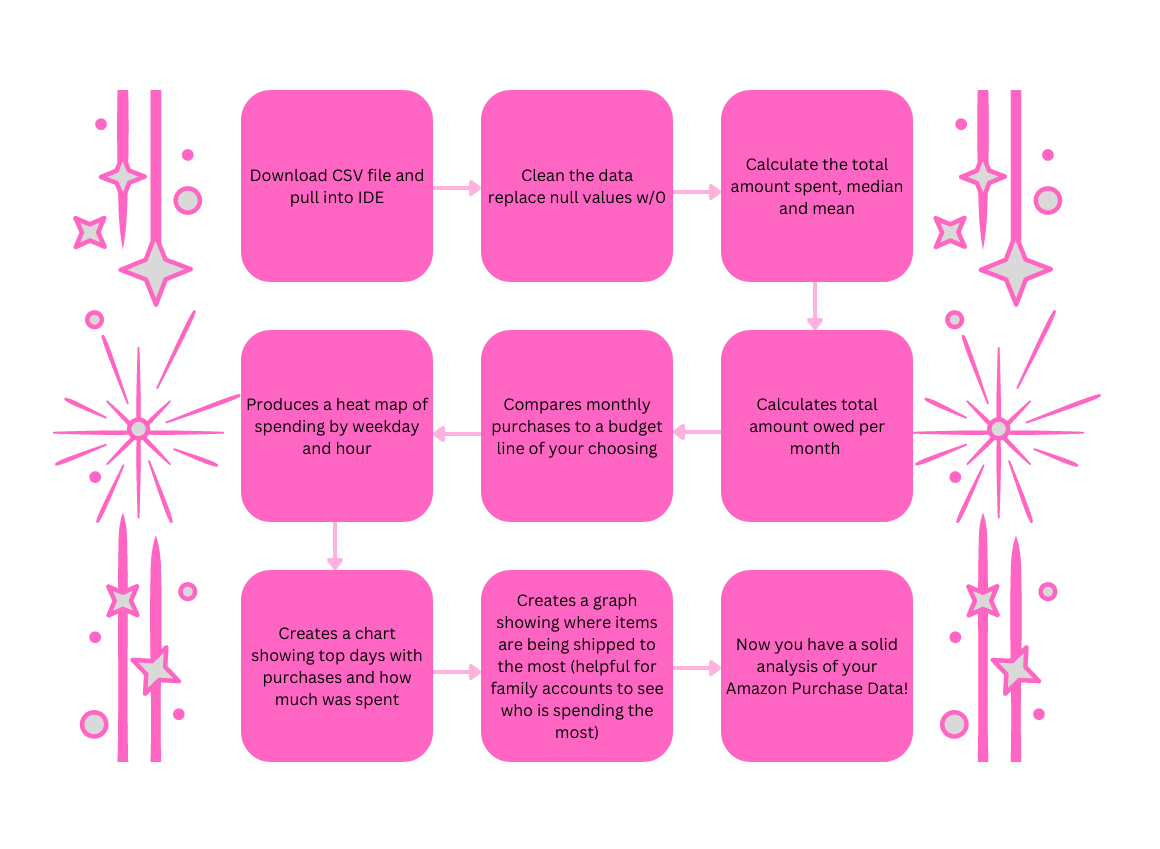 Download CSV file and
pull into IDE
Clean the data
replace null values w/0
Calculate the total
amount spent, median
and mean
Calculates total
amount owed per
month
Compares monthly
purchases to a budget
line of your choosing
Produces a heat map of
spending by weekday
and hour
Creates a chart
showing top days with
purchases and how
much was spent
Creates a graph
showing where items
are being shipped to
the most (helpful for
family accounts to see
who is spending the
most)
Now you have a solid
analysis of your
Amazon Purchase Data!